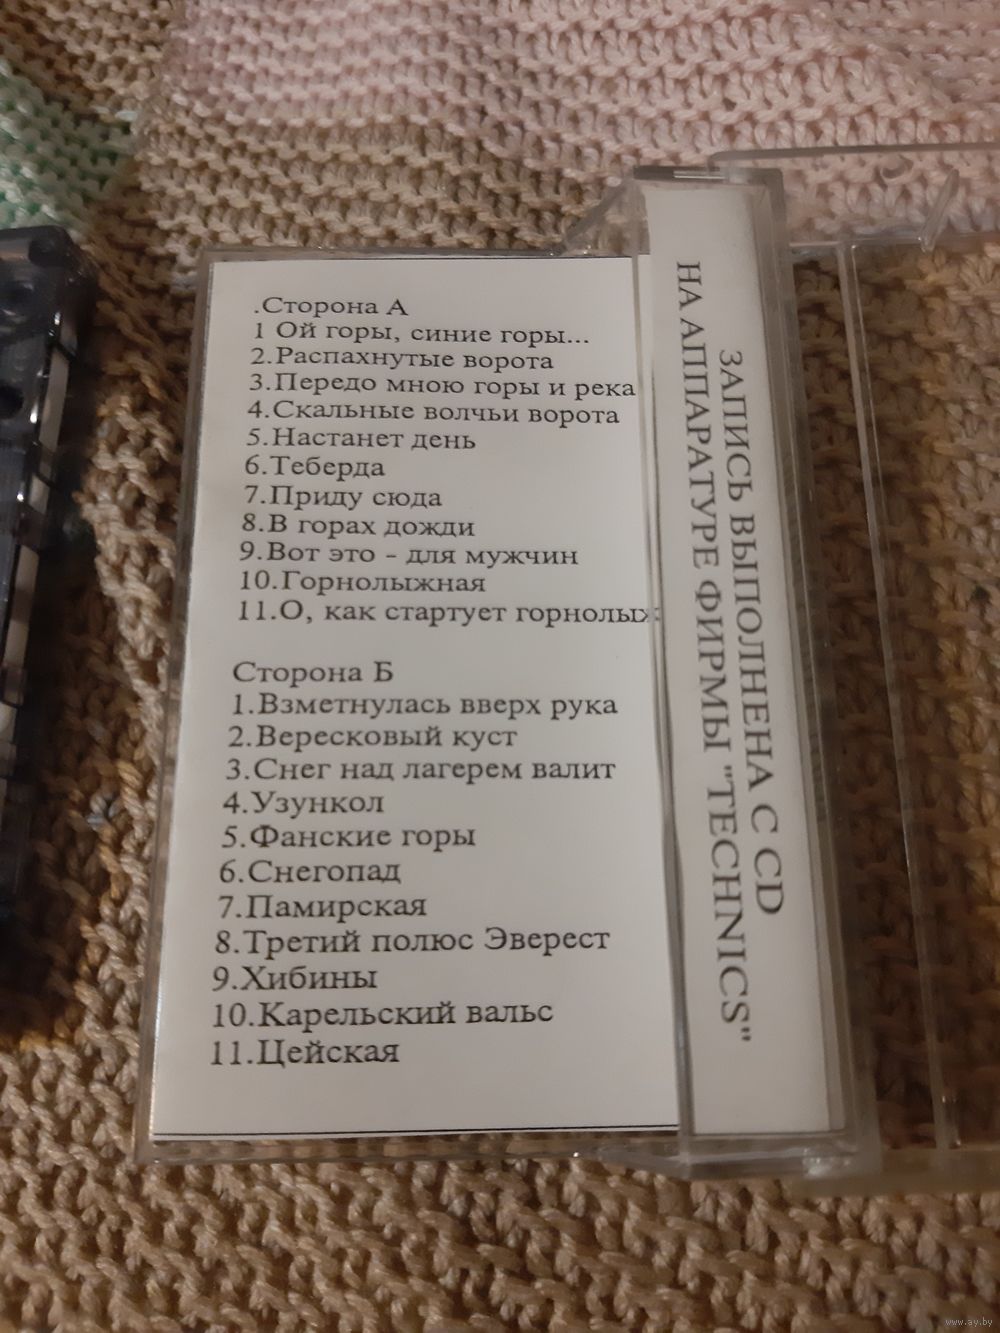 .Сторона А
1 Ой горы, синие горы...
2.Распахнутые ворота
3.Передо мною горы и река
4.Скальные волчьи ворота
5.Настанет день
6.Теберда
7.Приду сюда
8.В горах дожди
9.Вот это - для мужчин
10.Горнолыжная
11.О, как стартует горнолыж
Сторона Б
1.Взметнулась вверх рука
2.Вересковый куст
3.Снег над лагерем валит
4.Узункол
5.Фанские горы
6.Снегопад
7.Памирская
8.Третий полюс Эверест
9.Хибины
10.Карельский вальс
11.Цейская
ЗАПИСЬ ВЫПОЛНЕНА С CD
НА АППАРАТУРЕ ФИРМЫ "TECHNICS"
www.ay.by